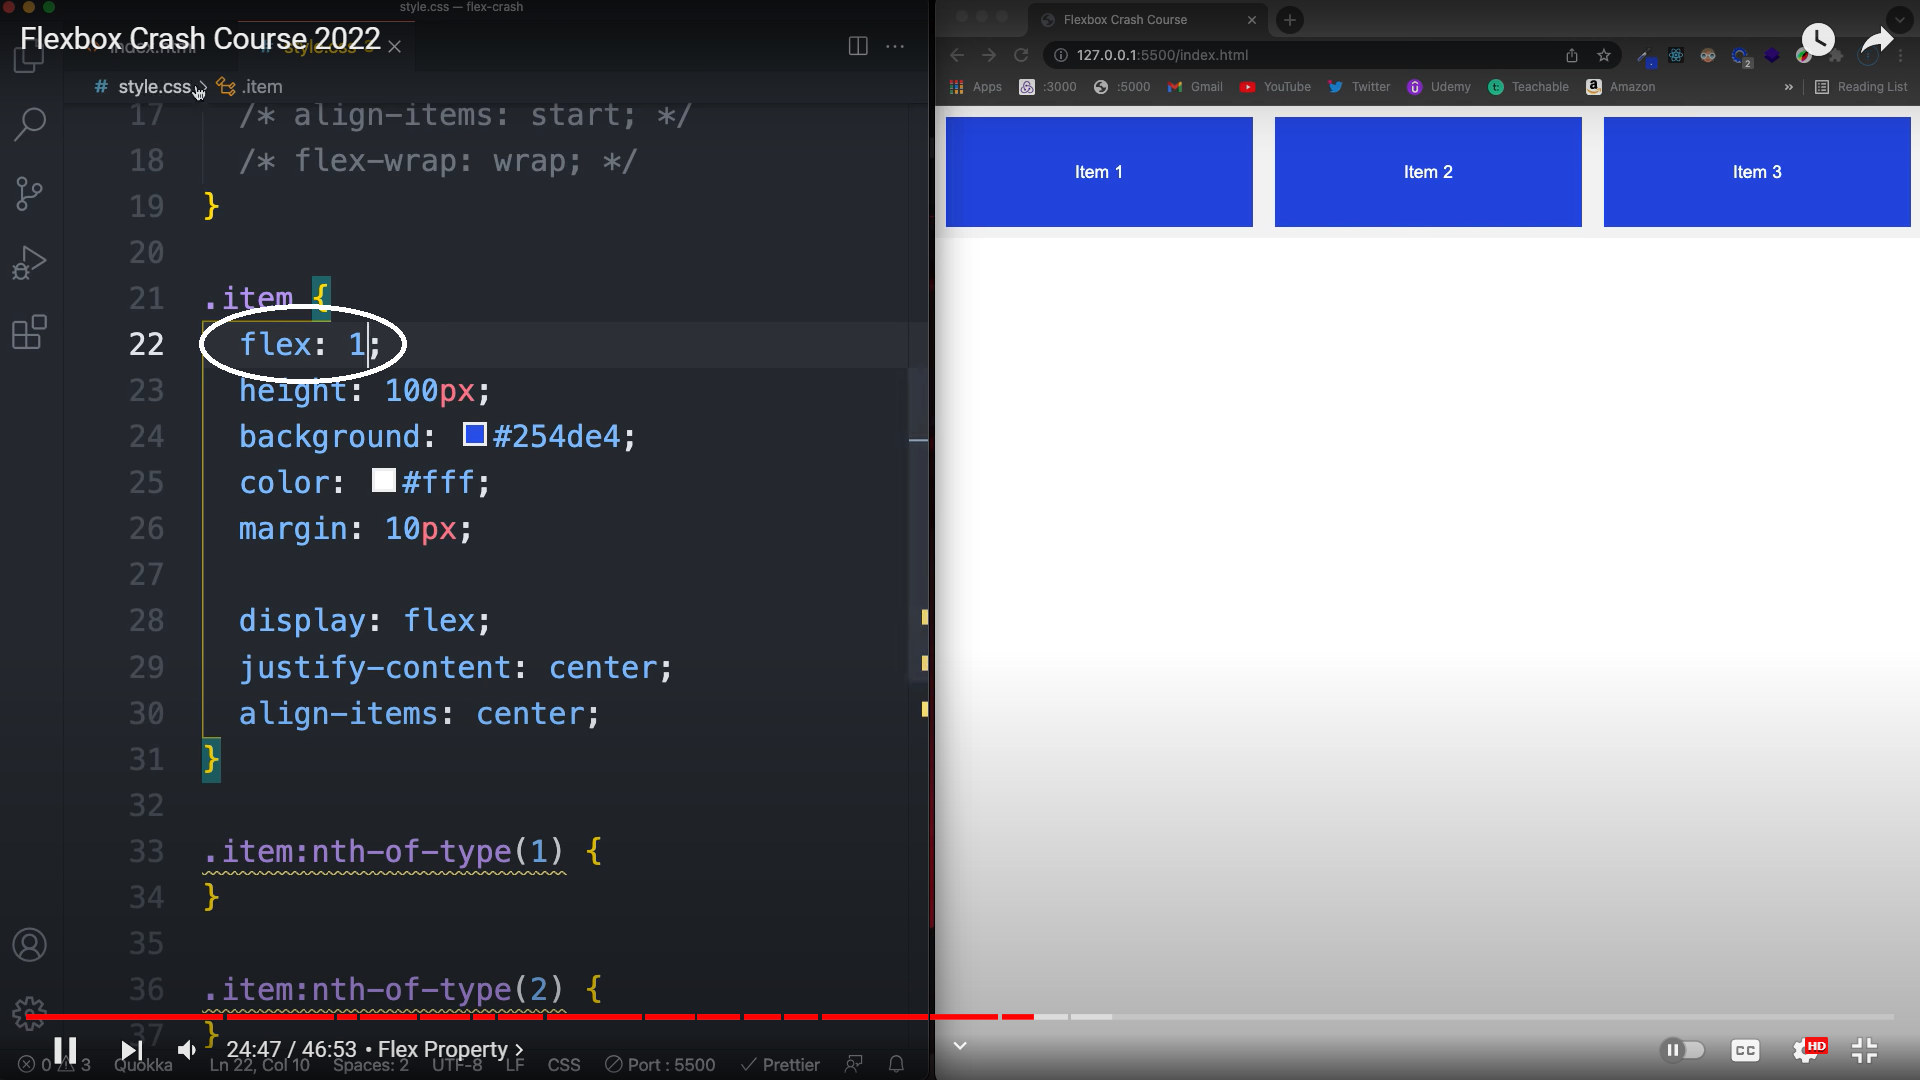 style.css — flex-crash
Flexbox Crash Course 2022
# style.css > .item
17 /* align-items: start; */
18 /* flex-wrap: wrap; */
19 }
20
21 .item {
22 flex: 1;
23 height: 100px;
24 background: #254de4;
25 color: #fff;
26 margin: 10px;
27
28 display: flex;
29 justify-content: center;
30 align-items: center;
31 }
32
33 .item:nth-of-type(1) {
34 }
35
36 .item:nth-of-type(2) {
37 }
24:47 / 46:53 • Flex Property >
0 3 Quokka Ln 22, Col 10 Spaces: 2 UTF-8 LF CSS Port : 5500 Prettier
Flexbox Crash Course
127.0.0.1:5500/index.html
2
Apps :3000 :5000 Gmail YouTube Twitter Udemy Teachable Amazon » Reading List
Item 1 Item 2 Item 3
CC HD